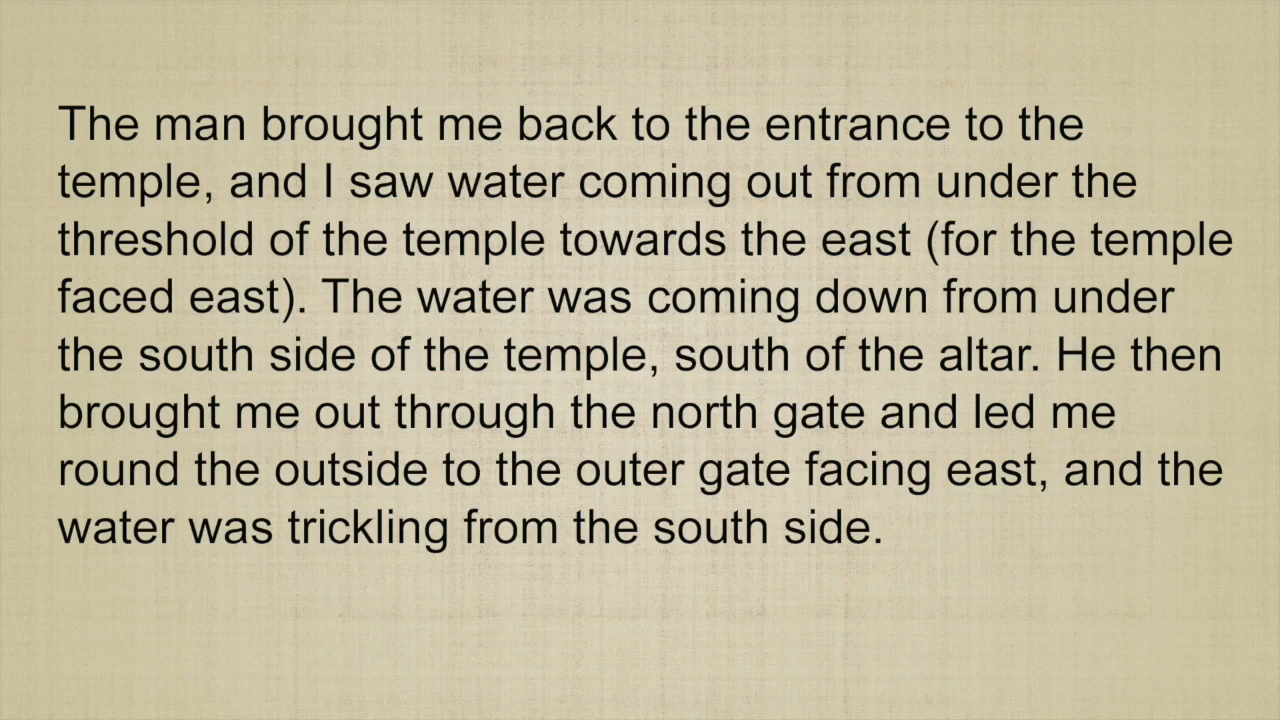 The man brought me back to the entrance to the
temple, and I saw water coming out from under the
threshold of the temple towards the east (for the temple
faced east). The water was coming down from under
the south side of the temple, south of the altar. He then
brought me out through the north gate and led me
round the outside to the outer gate facing east, and the
water was trickling from the south side.